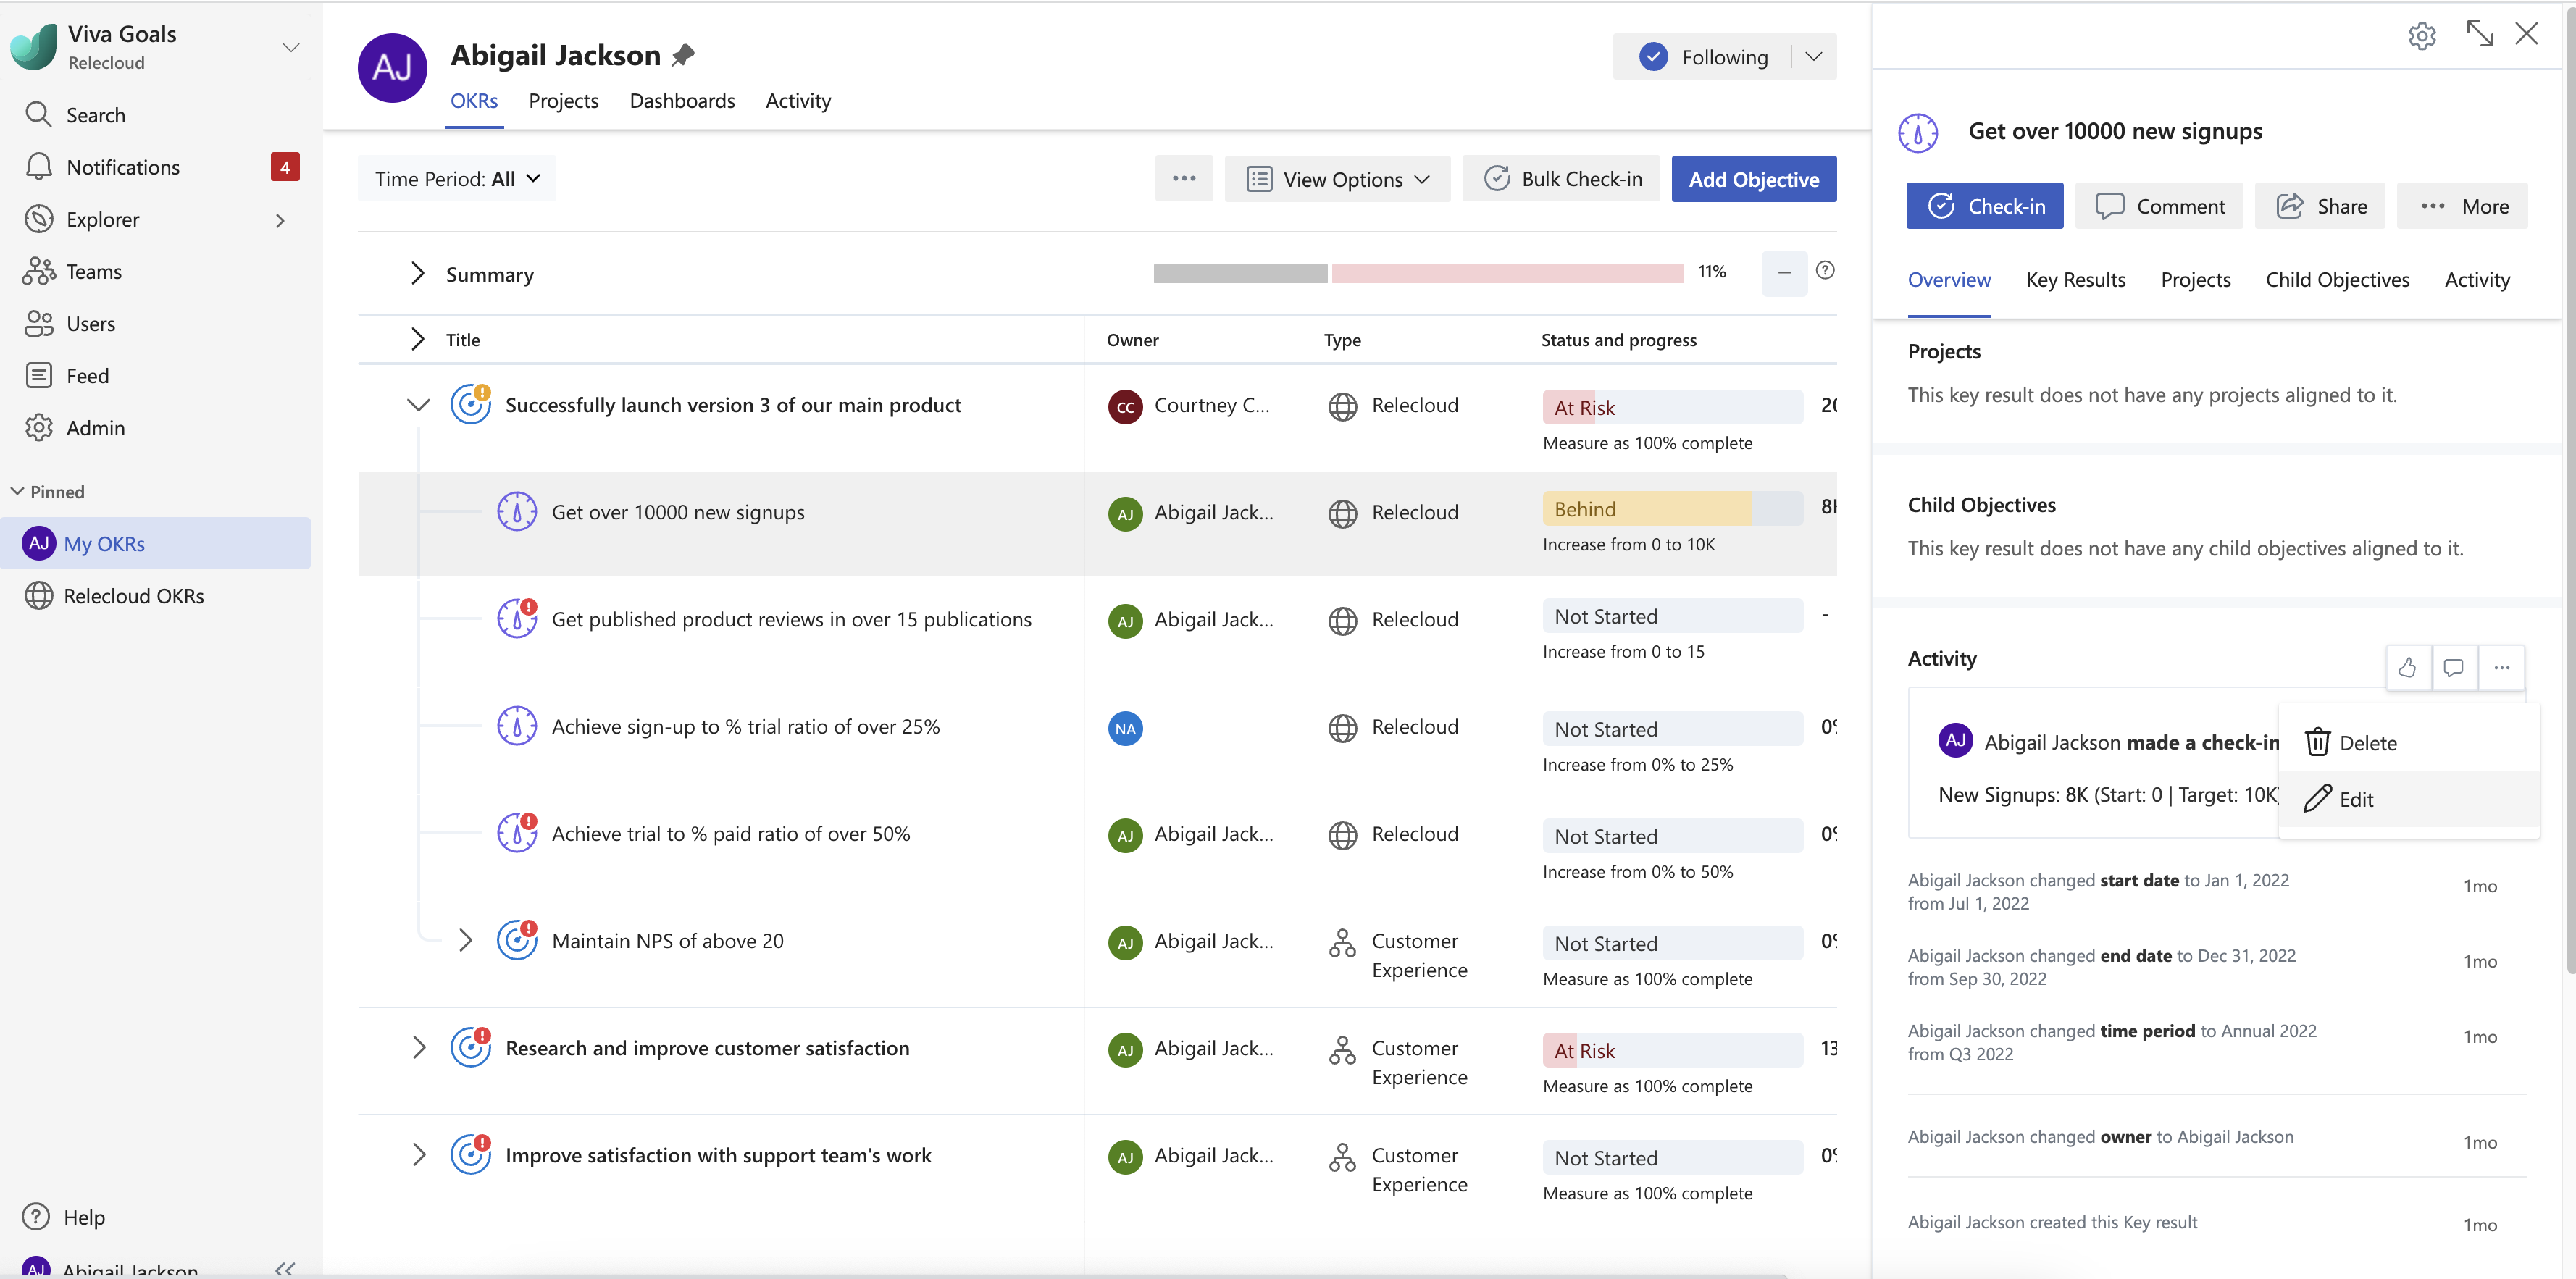 Viva Goals
Relecloud
Search
Notifications
4
Explorer
Teams
Users
Feed
Admin
Pinned
AJ
My OKRs
Relecloud OKRs
Help
AJ
Abigail Jackson
AJ
Abigail Jackson
OKRs Projects Dashboards Activity
Following
Time Period: All
View Options
Bulk Check-in
Add Objective
Summary
11%
Title Owner Type Status and progress
Successfully launch version 3 of our main product
CC Courtney C...
Relecloud
At Risk
Measure as 100% complete
Get over 10000 new signups
AJ Abigail Jack...
Relecloud
Behind
Increase from 0 to 10K
Get published product reviews in over 15 publications
AJ Abigail Jack...
Relecloud
Not Started
-
Increase from 0 to 15
Achieve sign-up to % trial ratio of over 25%
NA
Relecloud
Not Started
Increase from 0% to 25%
Achieve trial to % paid ratio of over 50%
AJ Abigail Jack...
Relecloud
Not Started
Increase from 0% to 50%
Maintain NPS of above 20
AJ Abigail Jack...
Customer
Experience
Not Started
Measure as 100% complete
Research and improve customer satisfaction
AJ Abigail Jack...
Customer
Experience
At Risk
13
Measure as 100% complete
Improve satisfaction with support team's work
AJ Abigail Jack...
Customer
Experience
Not Started
Measure as 100% complete
Get over 10000 new signups
Check-in
Comment
Share
More
Overview Key Results Projects Child Objectives Activity
Projects
This key result does not have any projects aligned to it.
Child Objectives
This key result does not have any child objectives aligned to it.
Activity
AJ Abigail Jackson made a check-in
New Signups: 8K (Start: 0 | Target: 10K)
Delete
Edit
Abigail Jackson changed start date to Jan 1, 2022
from Jul 1, 2022
1mo
Abigail Jackson changed end date to Dec 31, 2022
from Sep 30, 2022
1mo
Abigail Jackson changed time period to Annual 2022
from Q3 2022
1mo
Abigail Jackson changed owner to Abigail Jackson
1mo
Abigail Jackson created this Key result
1mo